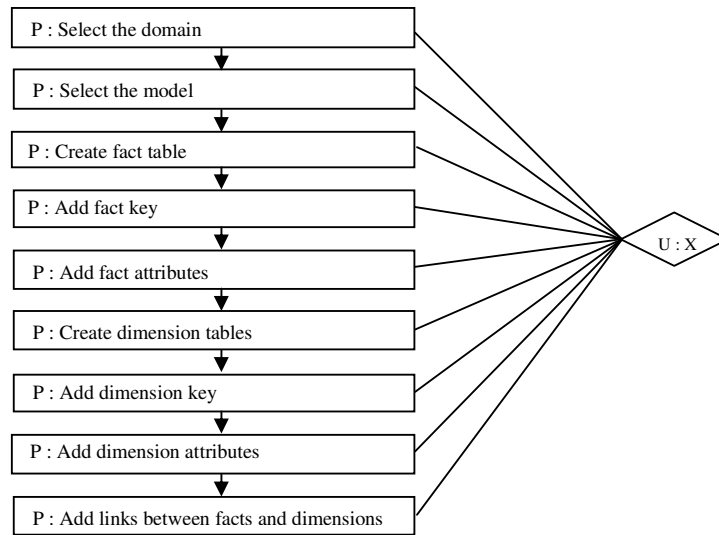 P : Select the domain
P : Select the model
P : Create fact table
P : Add fact key
U : X
P : Add fact attributes
P : Create dimension tables
P : Add dimension key
P : Add dimension attributes
P : Add links between facts and dimensions